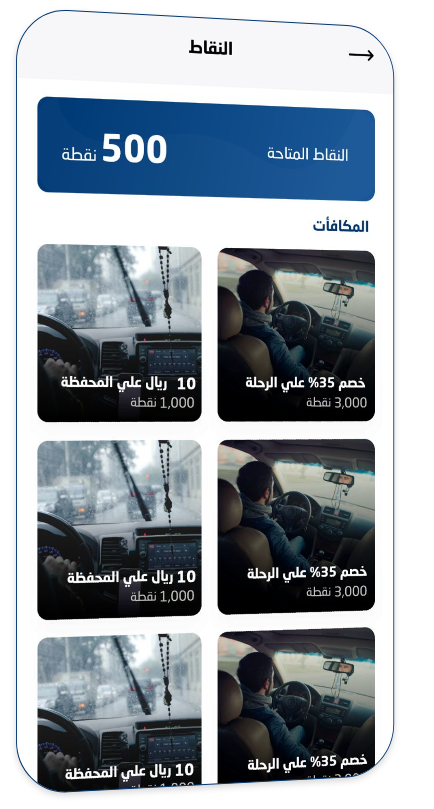 النقاط
النقاط المتاحة
500 نقطة
المكافأت
خصم 35% علي الرحلة
3,000 نقطة
10 ريال علي المحفظة
1,000 نقطة
خصم 35% علي الرحلة
3,000 نقطة
10 ريال علي المحفظة
1,000 نقطة
خصم 35% علي الرحلة
10 ريال علي المحفظة